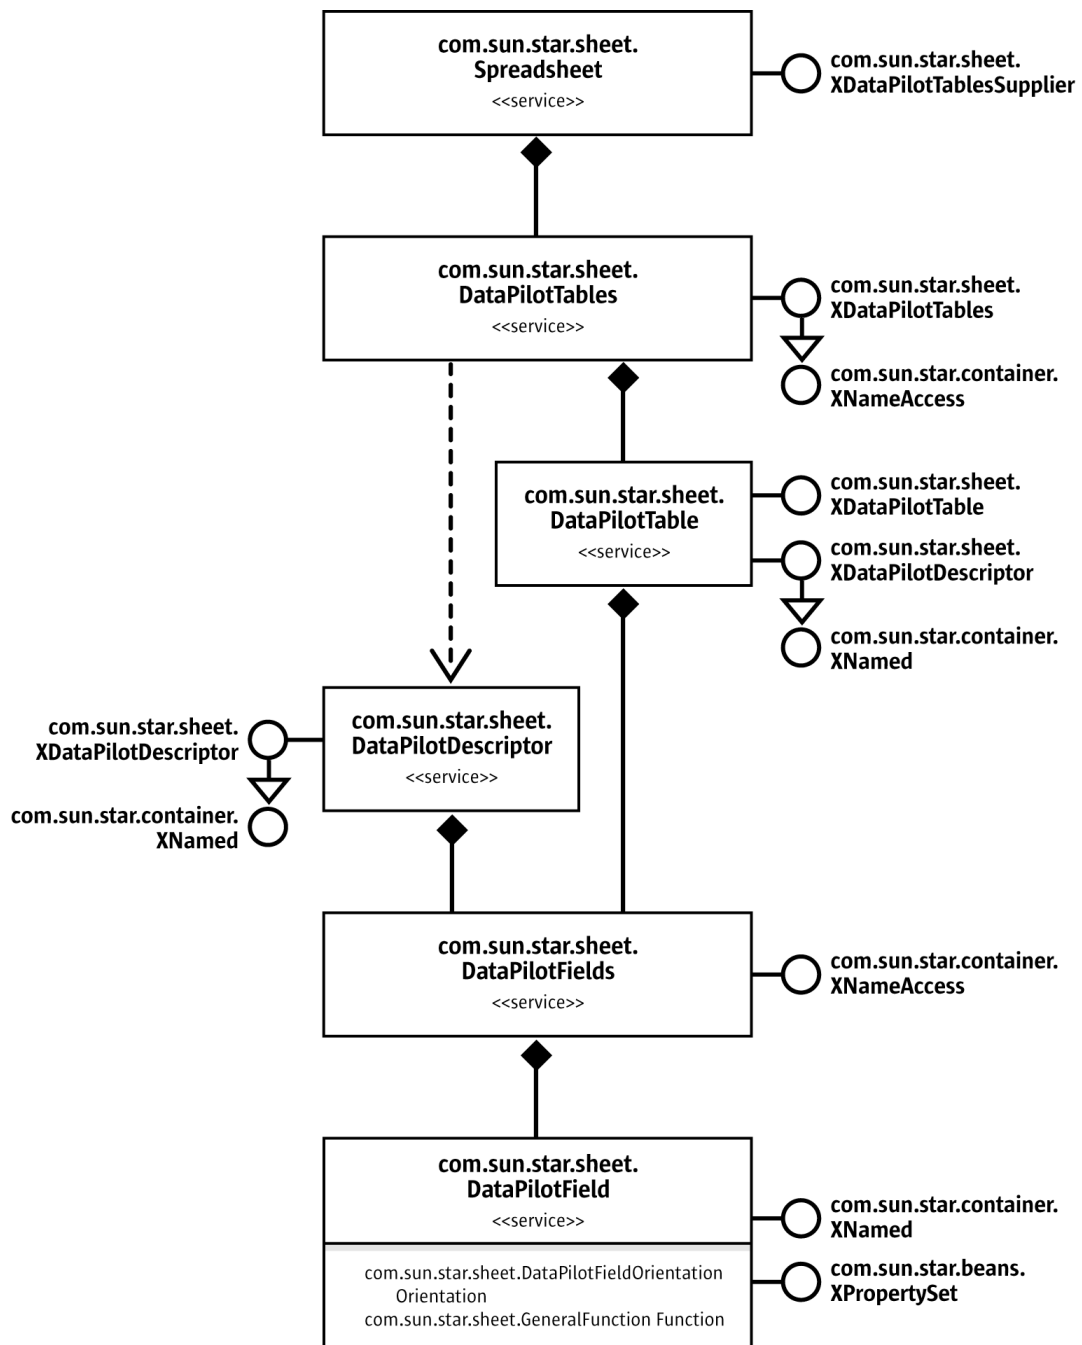 com.sun.star.sheet.
Spreadsheet
<<service>>
com.sun.star.sheet.
XDataPilotTablesSupplier
com.sun.star.sheet.
DataPilotTables
<<service>>
com.sun.star.sheet.
XDataPilotTables
com.sun.star.container.
XNameAccess
com.sun.star.sheet.
DataPilotTable
<<service>>
com.sun.star.sheet.
XDataPilotTable
com.sun.star.sheet.
XDataPilotDescriptor
com.sun.star.container.
XNamed
com.sun.star.sheet.
XDataPilotDescriptor
com.sun.star.container.
XNamed
com.sun.star.sheet.
DataPilotDescriptor
<<service>>
com.sun.star.sheet.
DataPilotFields
<<service>>
com.sun.star.container.
XNameAccess
com.sun.star.sheet.
DataPilotField
<<service>>
com.sun.star.container.
XNamed
com.sun.star.sheet.DataPilotFieldOrientation
Orientation
com.sun.star.sheet.GeneralFunction Function
com.sun.star.beans.
XPropertySet